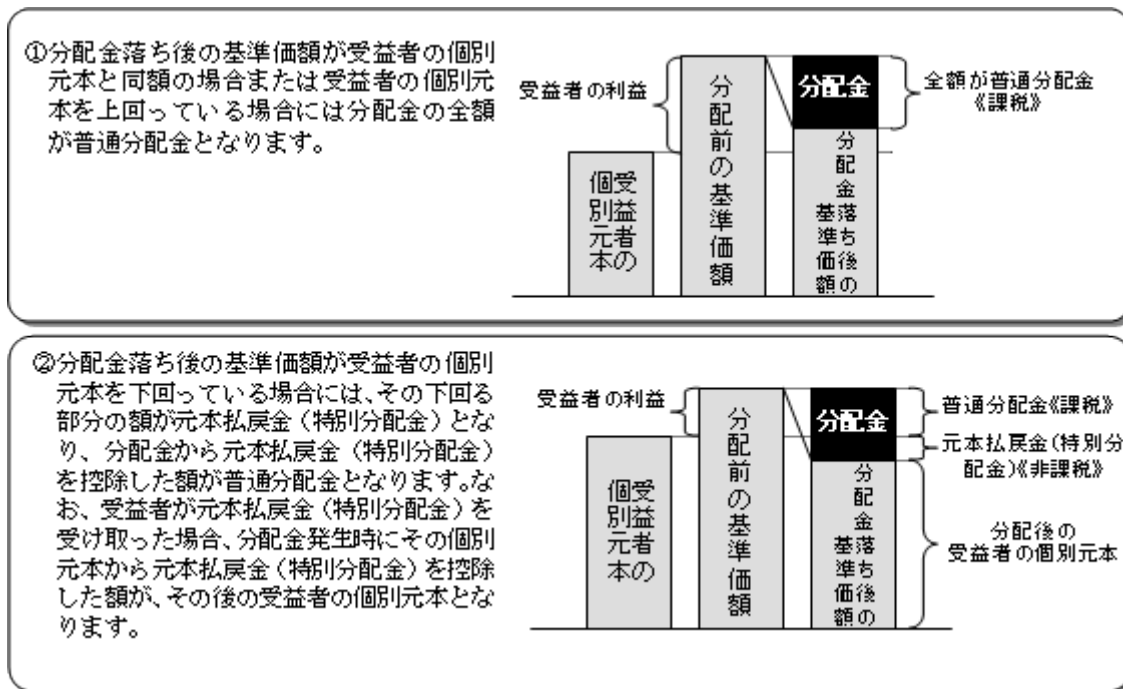 ①分配金落ち後の基準価額が受益者の個別
元本と同額の場合または受益者の個別元
本を上回っている場合には分配金の全額
が普通分配金となります。
受益者の利益
受益者の
個別元本
分配前の基準価額
分配金
分配金落ち後の
基準価額
全額が普通分配金
《課税》
②分配金落ち後の基準価額が受益者の個別
元本を下回っている場合には、その下回る
部分の額が元本払戻金（特別分配金）とな
り、分配金から元本払戻金（特別分配金）
を控除した額が普通分配金となります。な
お、受益者が元本払戻金（特別分配金）を
受け取った場合、分配金発生時にその個別
元本から元本払戻金（特別分配金）を控除
した額が、その後の受益者の個別元本とな
ります。
受益者の利益
受益者の
個別元本
分配前の基準価額
分配金
分配金落ち後の
基準価額
普通分配金《課税》
元本払戻金(特別分
配金)《非課税》
分配後の
受益者の個別元本